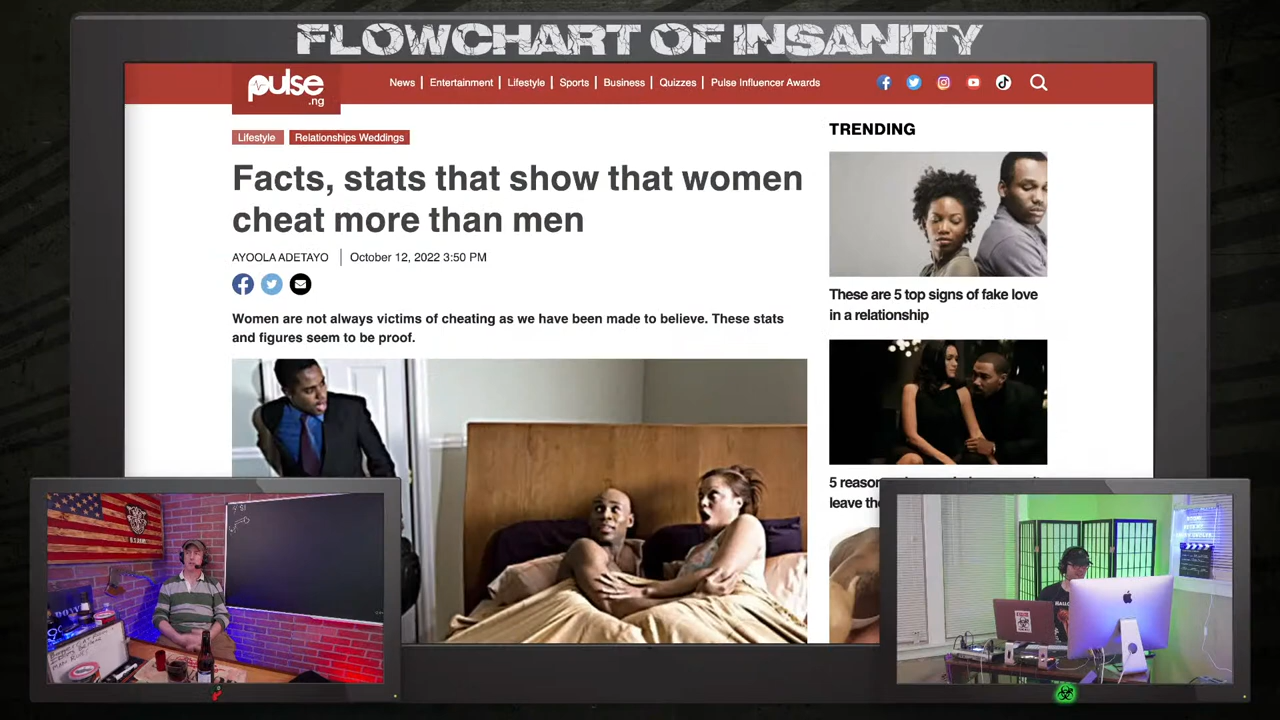 FLOWCHART OF INSANITY
pulse
.ng
News
Entertainment
Lifestyle
Sports
Business
Quizzes
Pulse Influencer Awards
Lifestyle
Relationships Weddings
Facts, stats that show that women
cheat more than men
AYOOLA ADETAYO
October 12, 2022 3:50 PM
Women are not always victims of cheating as we have been made to believe. These stats
and figures seem to be proof.
TRENDING
These are 5 top signs of fake love
in a relationship
5
leave